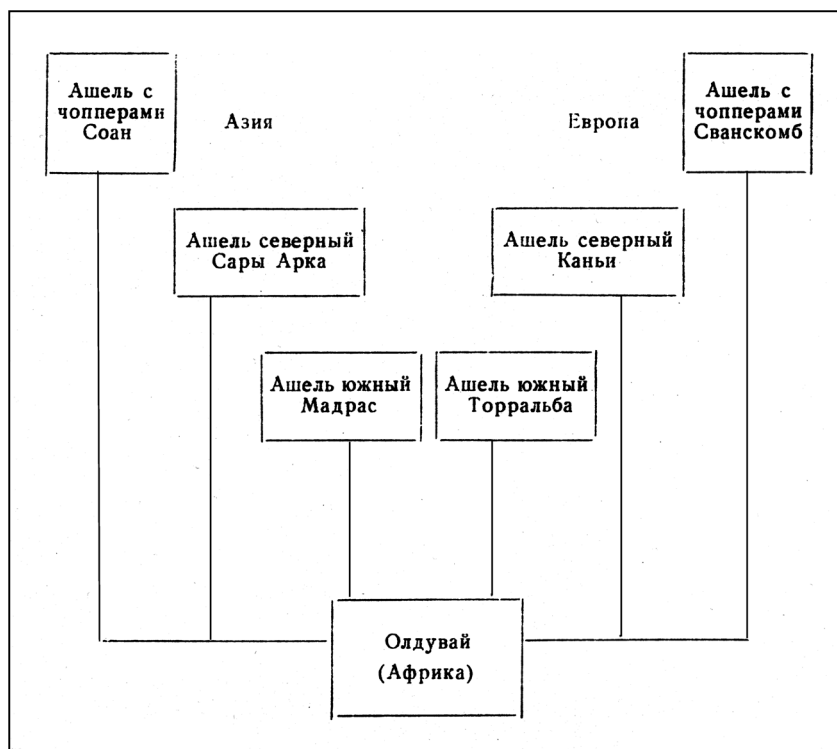 Ашель с
чопперами
Соан
Азия
Европа
Ашель с
чопперами
Сванскомб
Ашель северный
Сары Арка
Ашель северный
Каньи
Ашель южный
Мадрас
Ашель южный
Торральба
Олдувай
(Африка)